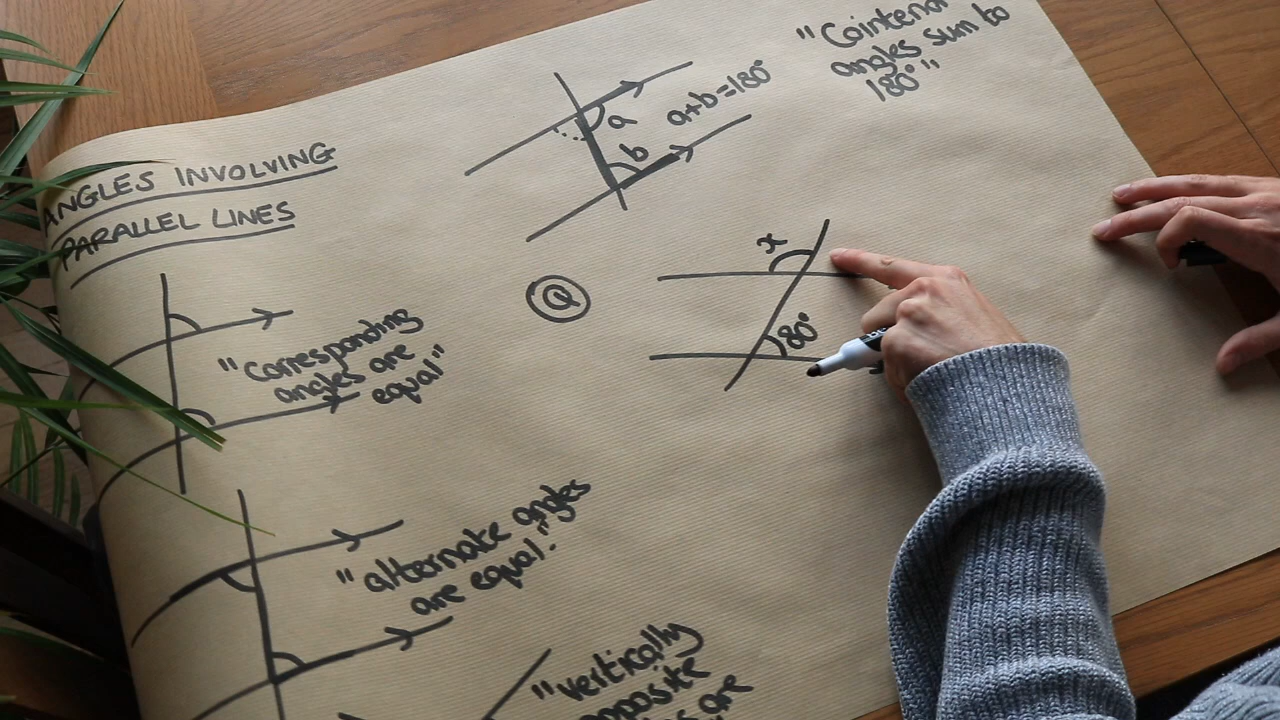 ANGLES INVOLVING
PARALLEL LINES
"Corresponding
angles are
equal"
"alternate angles
are equal."
"vertically
opposite
are
a
b
a+b=180°
"Cointerior
angles sum to
180°"
Q
x
80°